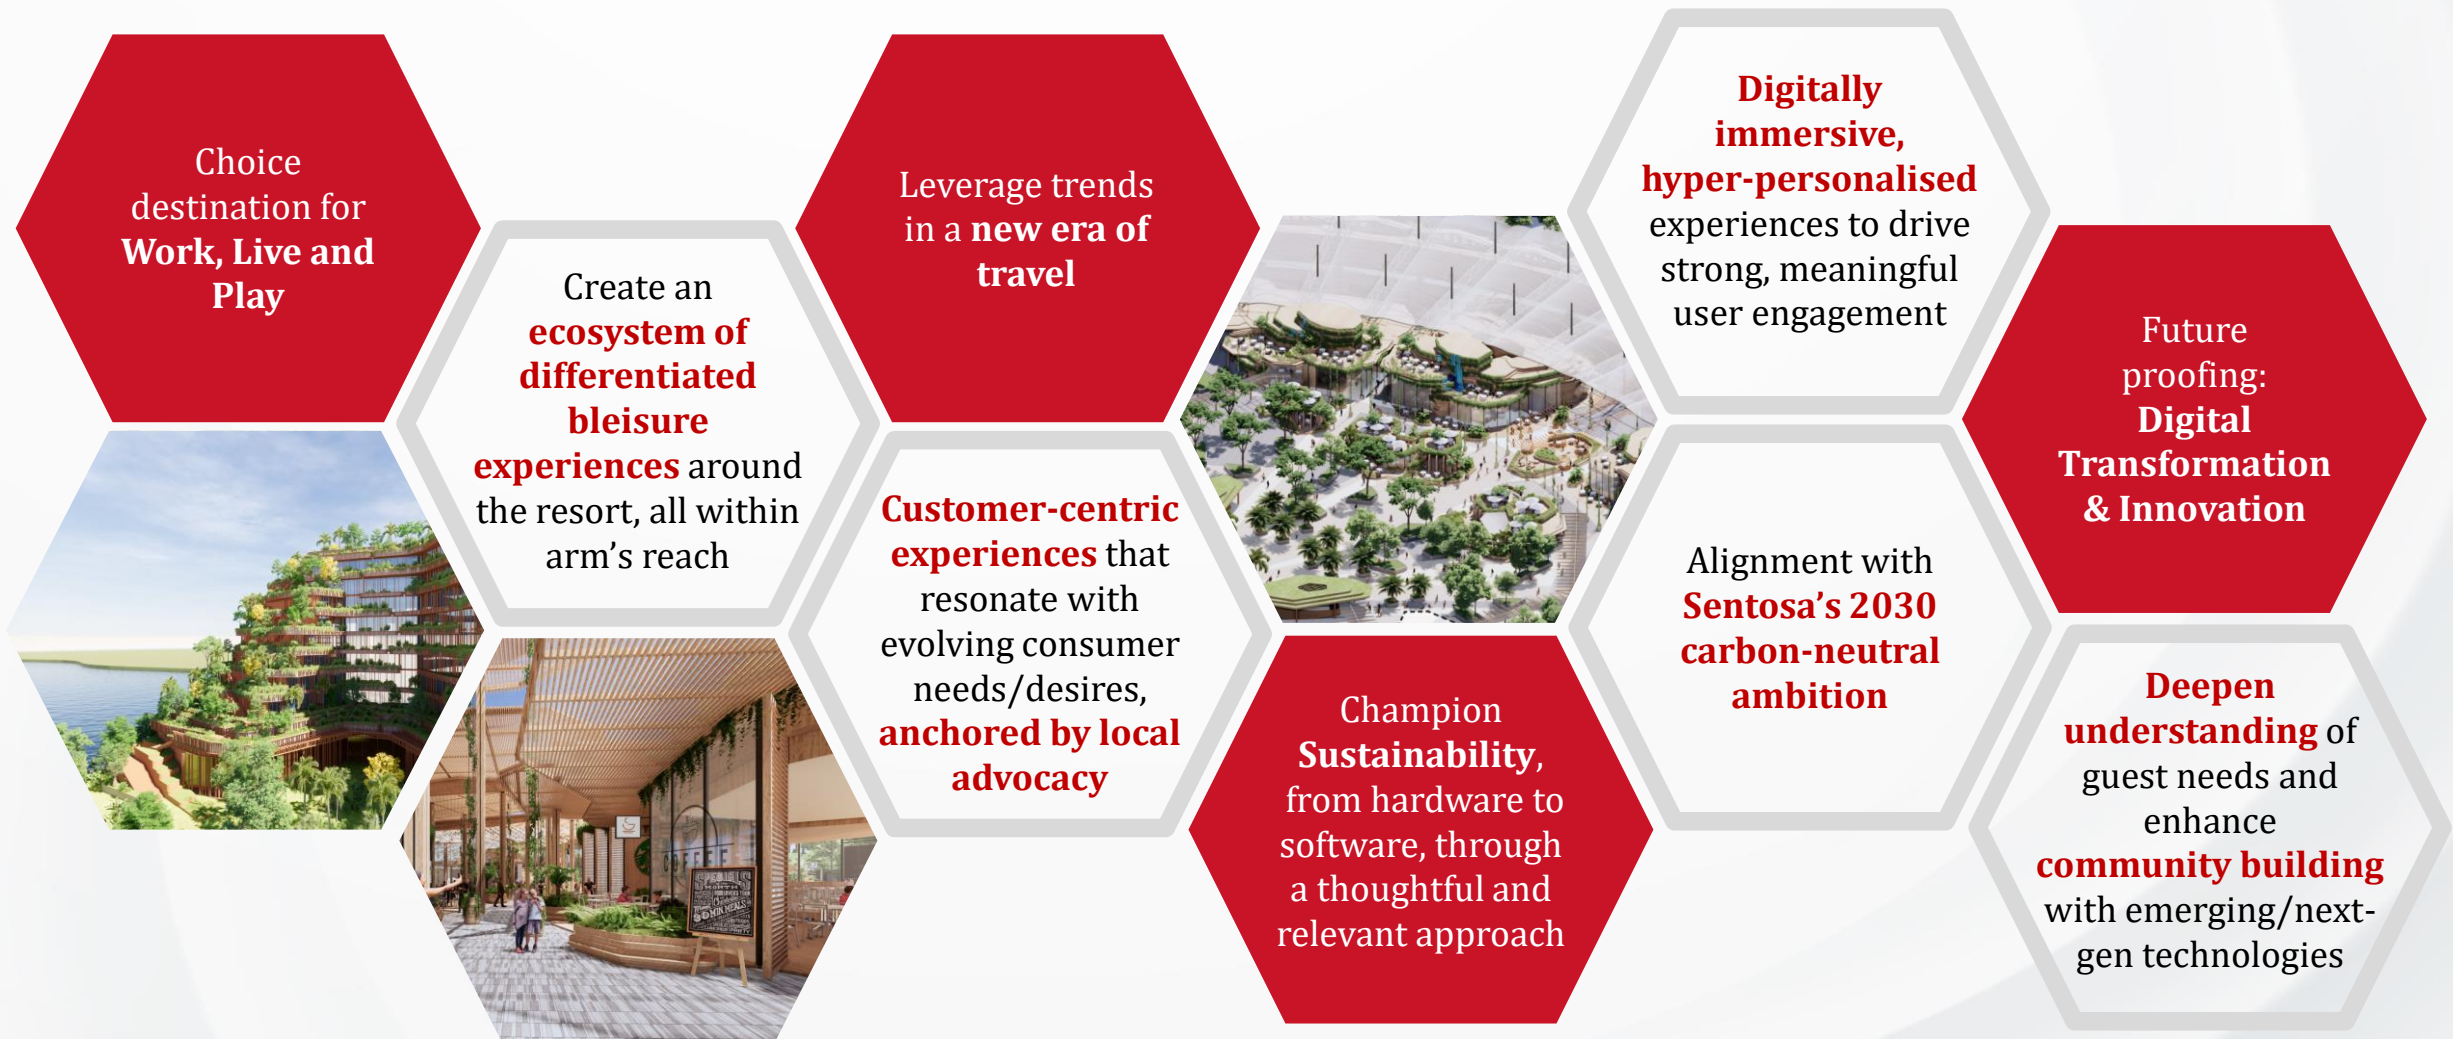 Choice
destination for
Work, Live and
Play
Create an
ecosystem of
differentiated
bleisure
experiences around
the resort, all within
arm’s reach
Leverage trends
in a new era of
travel
Customer-centric
experiences that
resonate with
evolving consumer
needs/desires,
anchored by local
advocacy
COFFEE
SPECIALS
MONTH
Champion
Sustainability,
from hardware to
software, through
a thoughtful and
relevant approach
Digitally
immersive,
hyper-personalised
experiences to drive
strong, meaningful
user engagement
Alignment with
Sentosa’s 2030
carbon-neutral
ambition
Future
proofing:
Digital
Transformation
& Innovation
Deepen
understanding of
guest needs and
enhance
community building
with emerging/next-
gen technologies